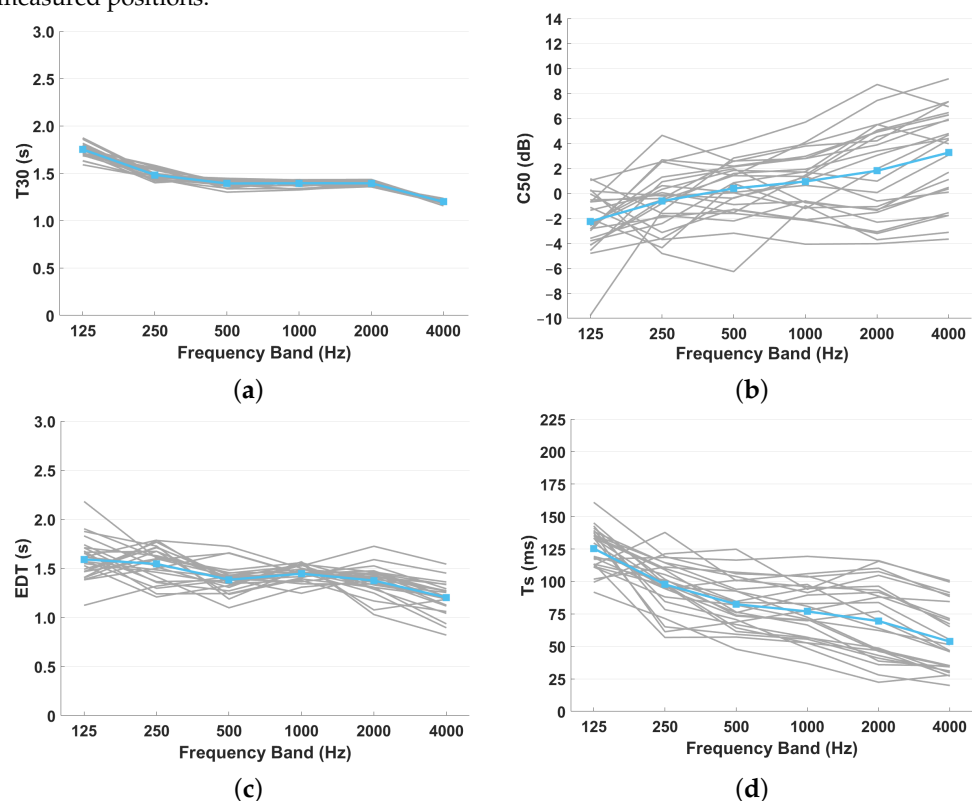 measured positions.
3.0
2.5
2.0
1.5
1.0
0.5
0
T30 (s)
125 250 500 1000 2000 4000
Frequency Band (Hz)
(a)
14
12
10
8
6
4
2
0
−2
−4
−6
−8
−10
C50 (dB)
125 250 500 1000 2000 4000
Frequency Band (Hz)
(b)
3.0
2.5
2.0
1.5
1.0
0.5
0
EDT (s)
125 250 500 1000 2000 4000
Frequency Band (Hz)
(c)
225
200
175
150
125
100
75
50
25
0
Ts (ms)
125 250 500 1000 2000 4000
Frequency Band (Hz)
(d)